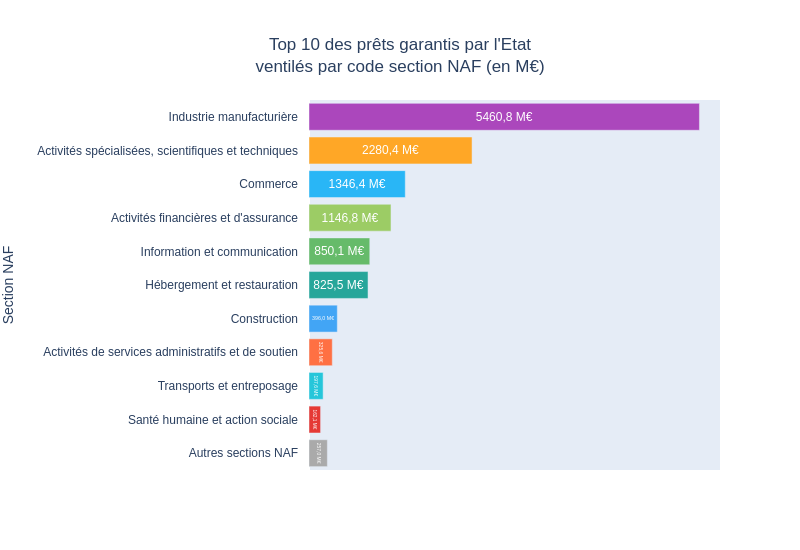 Top 10 des prêts garantis par l'Etat
ventilés par code section NAF (en M€)
Section NAF
Industrie manufacturière 5460,8 M€
Activités spécialisées, scientifiques et techniques 2280,4 M€
Commerce 1346,4 M€
Activités financières et d'assurance 1146,8 M€
Information et communication 850,1 M€
Hébergement et restauration 825,5 M€
Construction 396,0 M€
Activités de services administratifs et de soutien
Transports et entreposage
Santé humaine et action sociale
Autres sections NAF